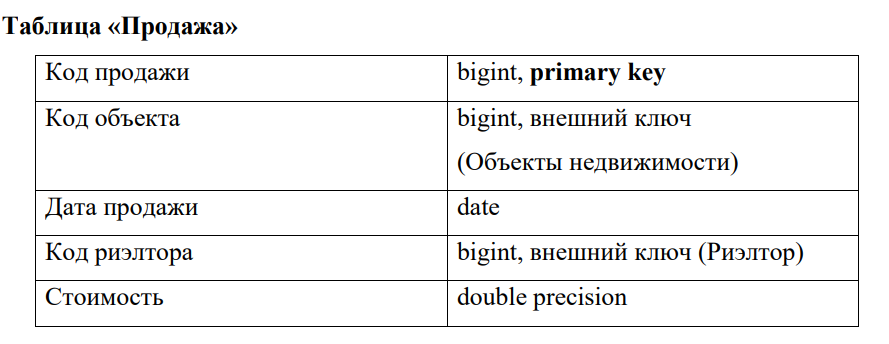 Таблица «Продажа»
Код продажи bigint, primary key
Код объекта bigint, внешний ключ
(Объекты недвижимости)
Дата продажи date
Код риэлтора bigint, внешний ключ (Риэлтор)
Стоимость double precision